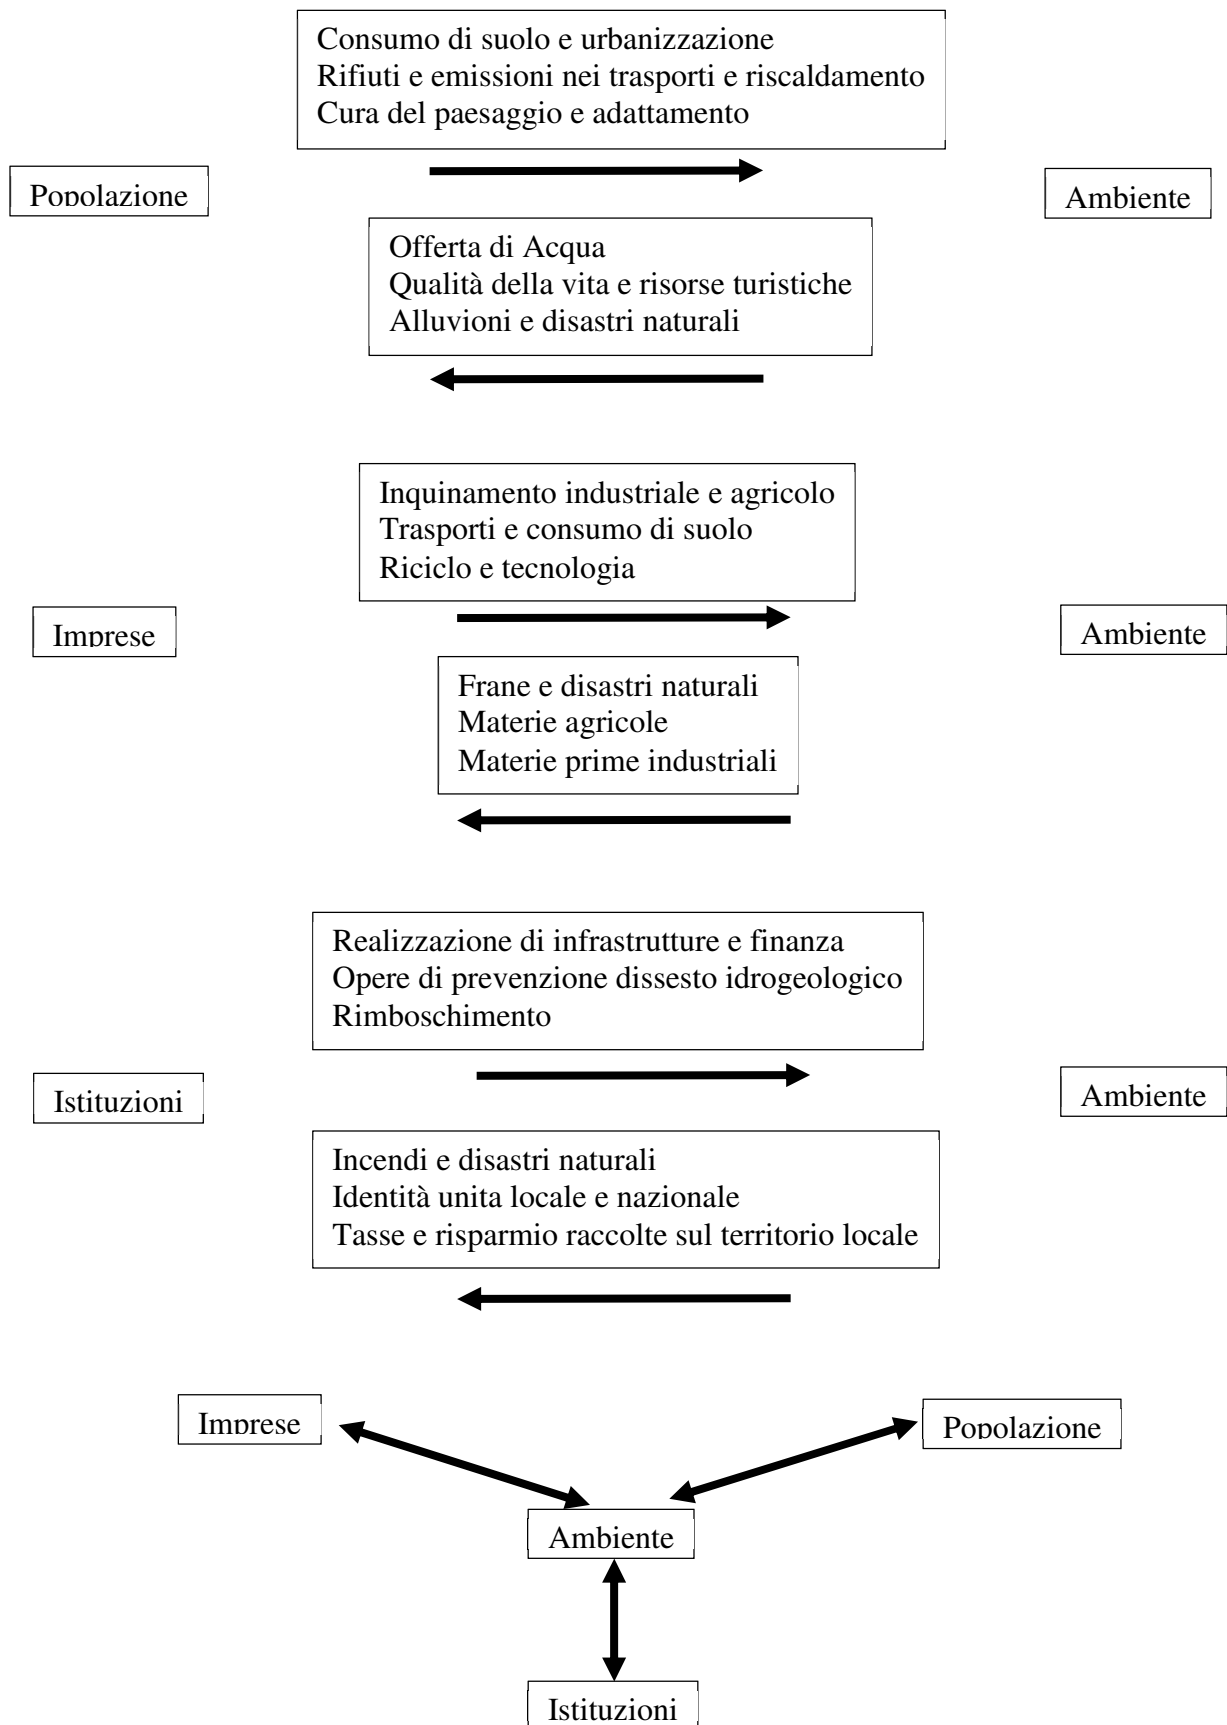 Consumo di suolo e urbanizzazione
Rifiuti e emissioni nei trasporti e riscaldamento
Cura del paesaggio e adattamento
Popolazione
Ambiente
Offerta di Acqua
Qualità della vita e risorse turistiche
Alluvioni e disastri naturali
Inquinamento industriale e agricolo
Trasporti e consumo di suolo
Riciclo e tecnologia
Imprese
Ambiente
Frane e disastri naturali
Materie agricole
Materie prime industriali
Realizzazione di infrastrutture e finanza
Opere di prevenzione dissesto idrogeologico
Rimboschimento
Istituzioni
Ambiente
Incendi e disastri naturali
Identità unita locale e nazionale
Tasse e risparmio raccolte sul territorio locale
Imprese
Popolazione
Ambiente
Istituzioni